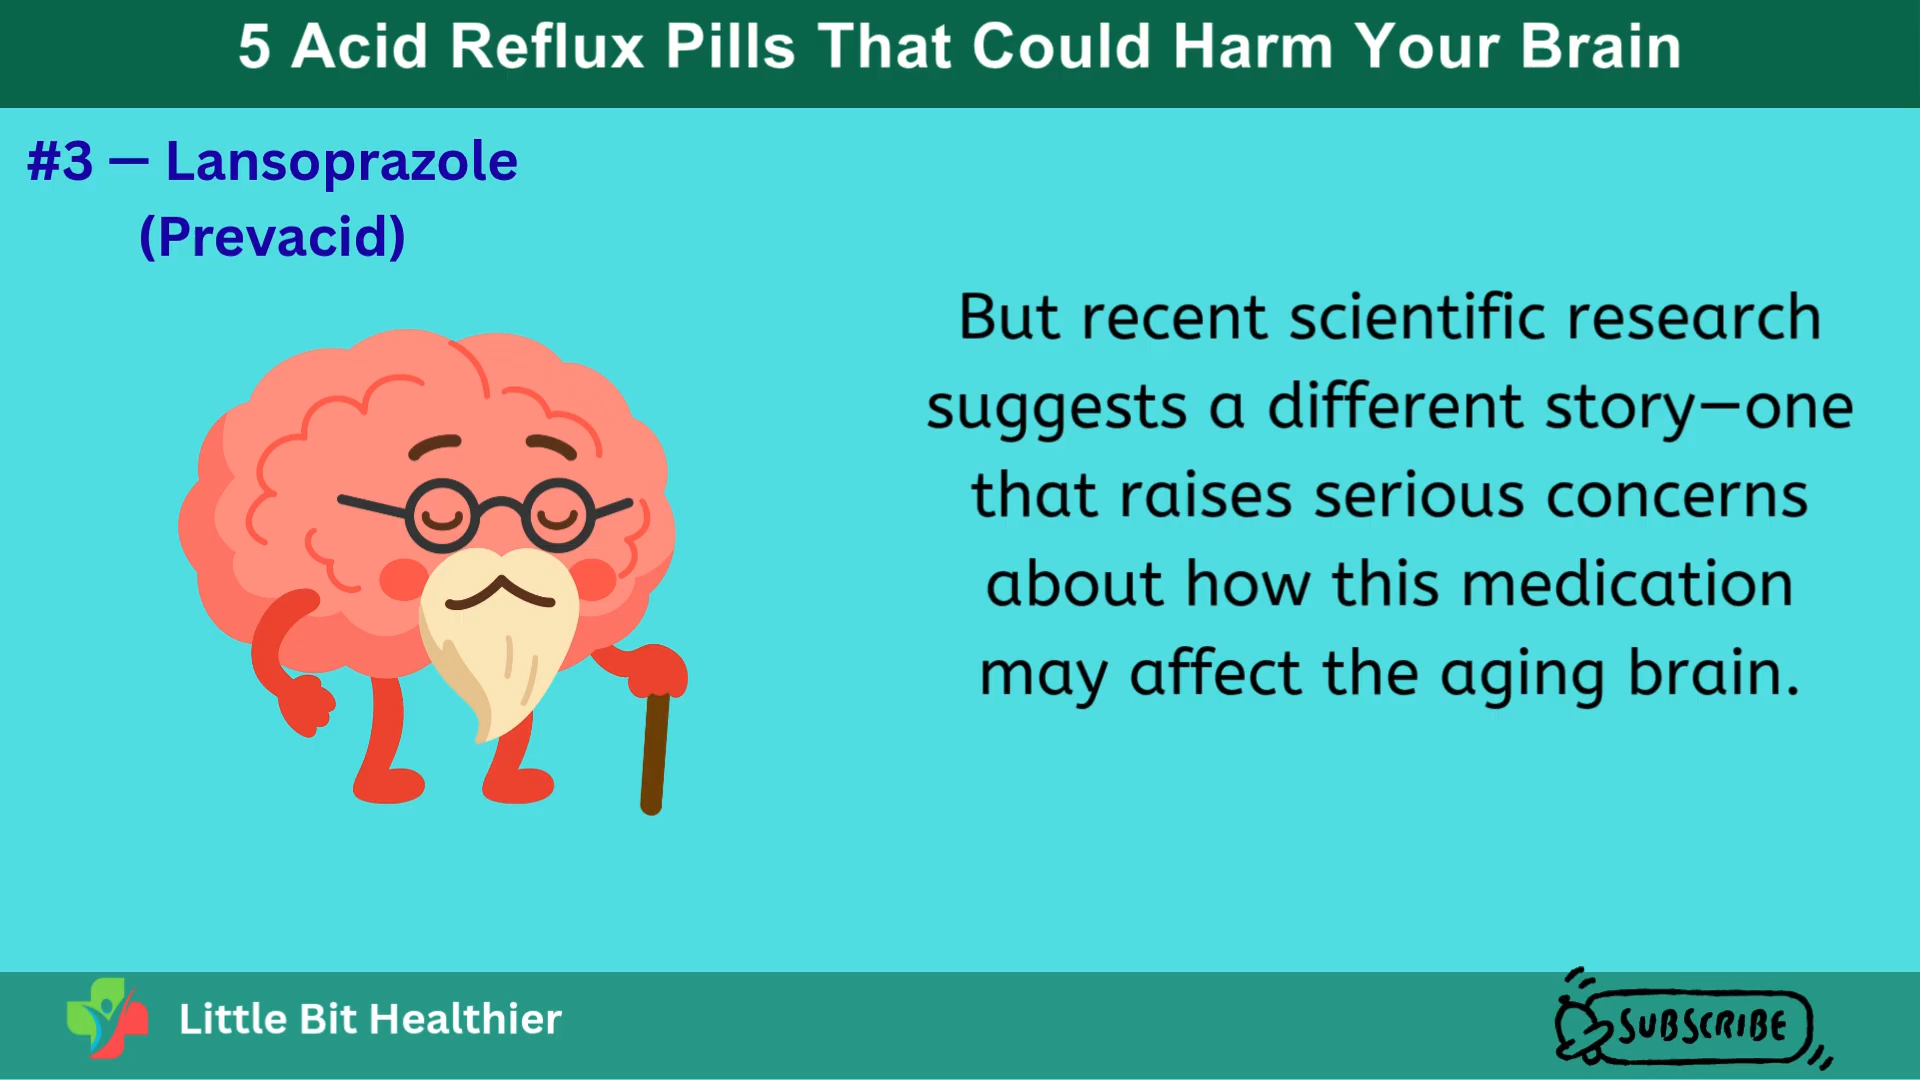 5 Acid Reflux Pills That Could Harm Your Brain
#3 — Lansoprazole
(Prevacid)
But recent scientific research
suggests a different story—one
that raises serious concerns
about how this medication
may affect the aging brain.
Little Bit Healthier
SUBSCRIBE